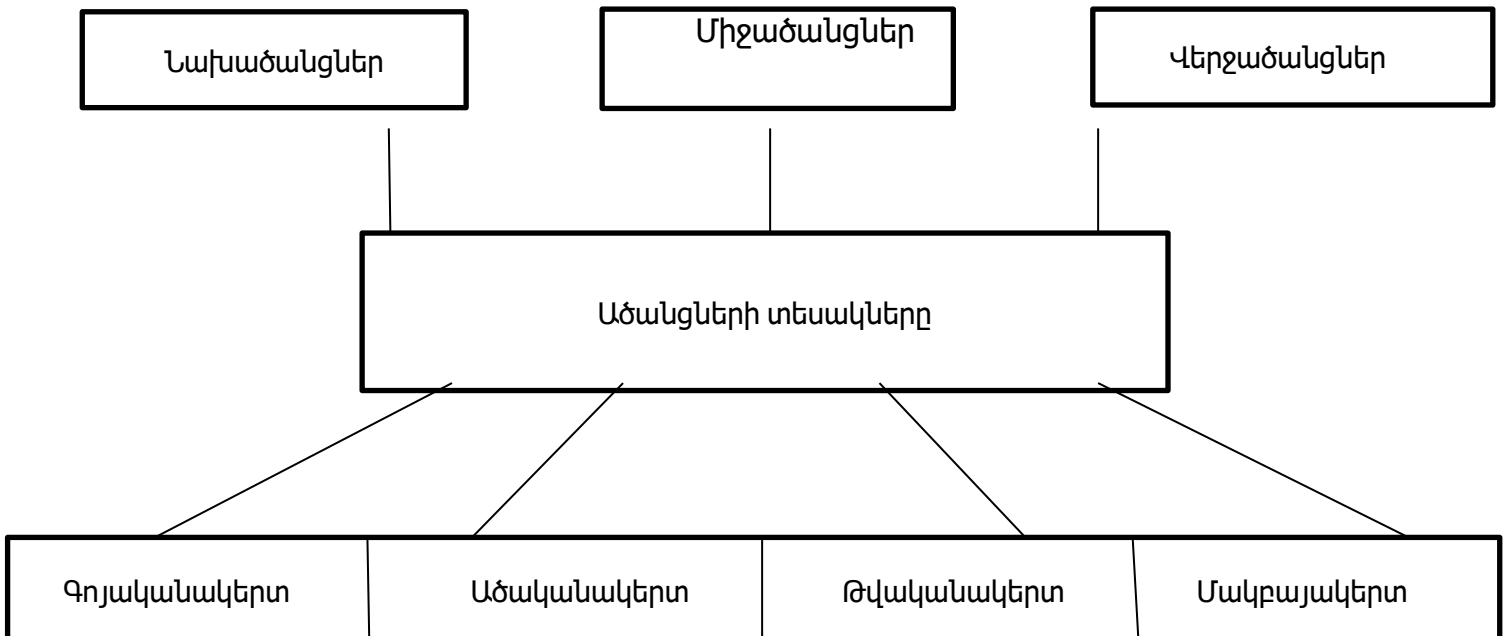 Նախածանցներ
Միջածանցներ
Վերջածանցներ
Ածանցների տեսակները
Գոյականակերտ
Ածականակերտ
Թվականակերտ
Մակբայակերտ